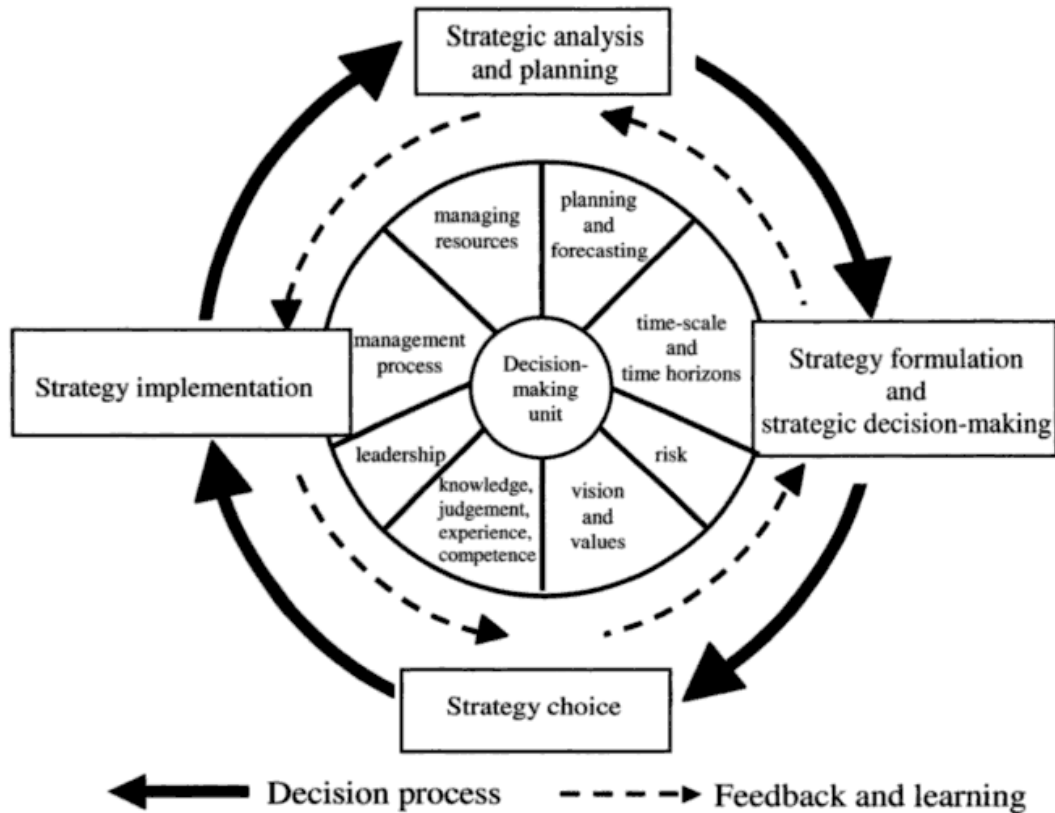 Strategic analysis
and planning
managing
resources
planning
and
forecasting
management
process
Decision-
making
unit
time-scale
and
time horizons
Strategy implementation
Strategy formulation
and
strategic decision-making
leadership
knowledge,
judgement,
experience,
competence
vision
and
values
risk
Strategy choice
Decision process
Feedback and learning